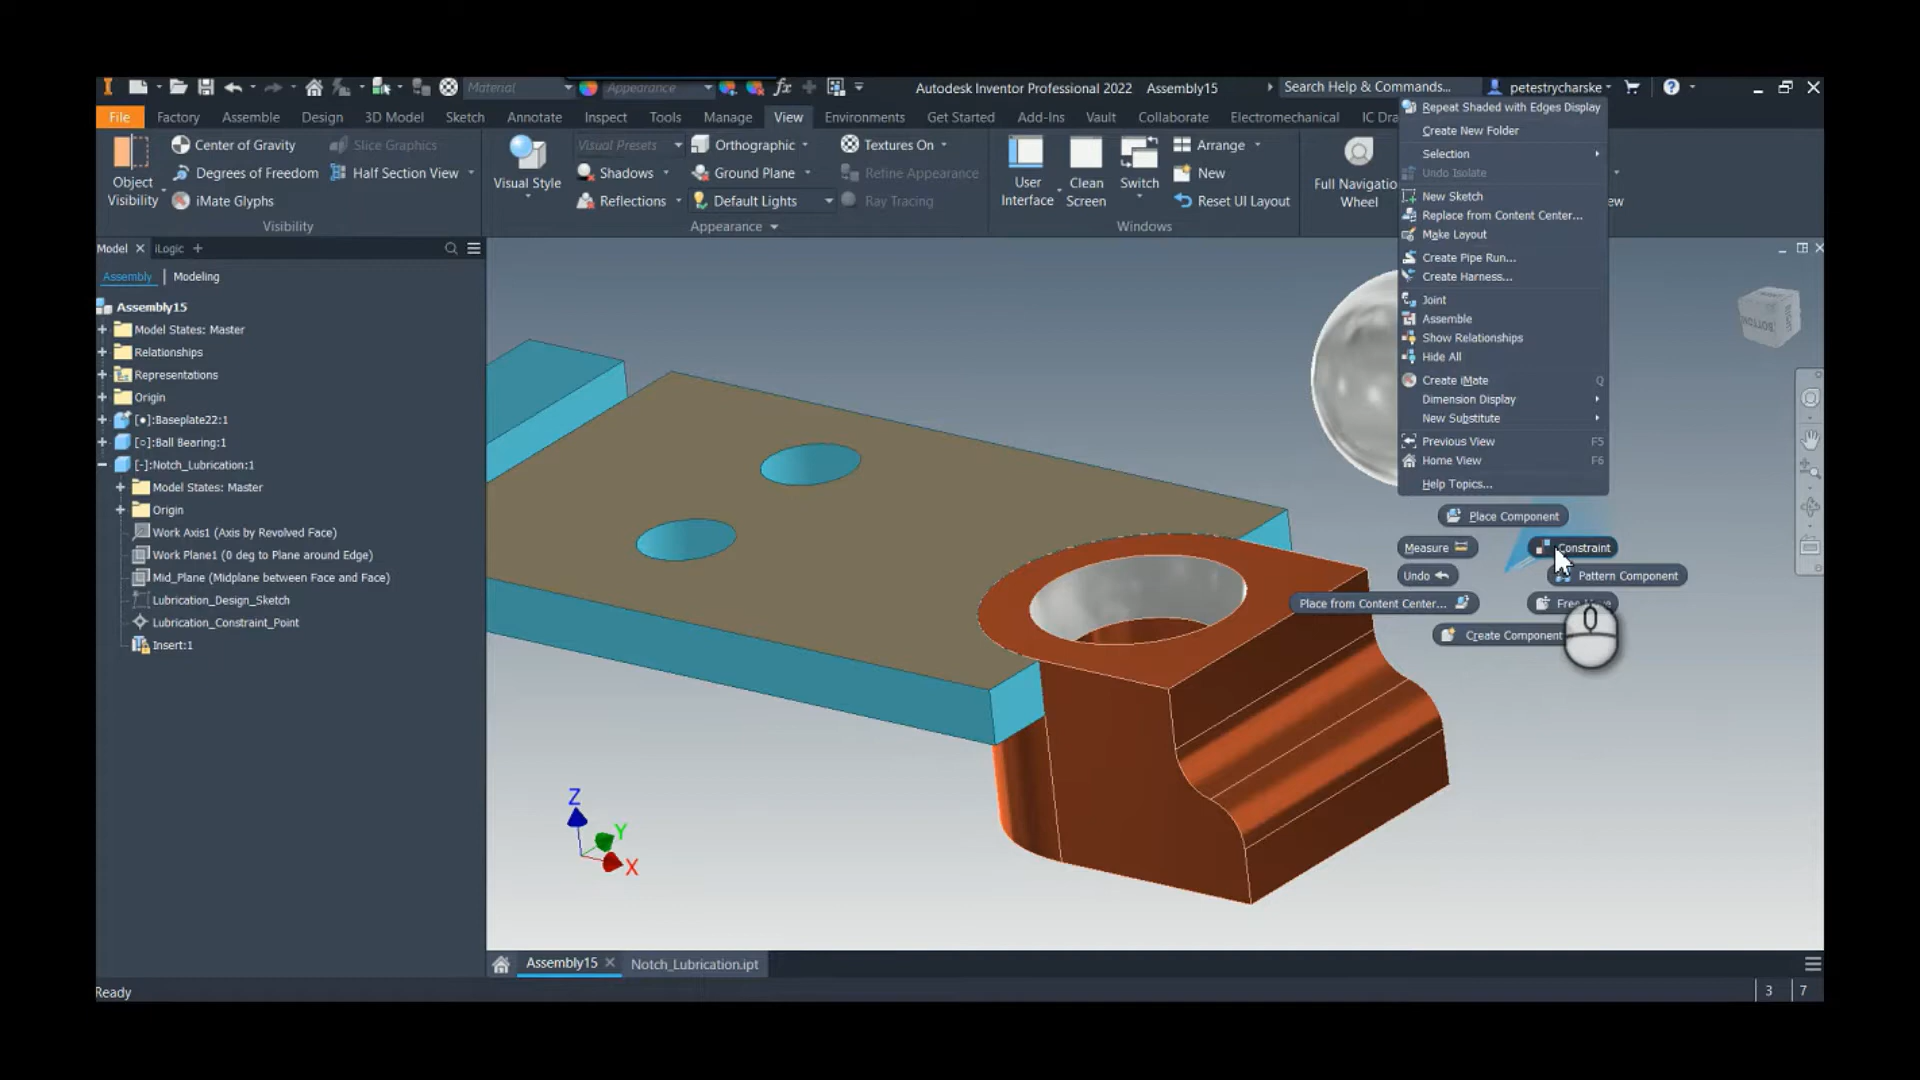 Material
Appearance
Autodesk Inventor Professional 2022 Assembly15
Search Help & Commands...
petestrycharske
File Factory Assembly Design 3D Model Sketch Annotate Inspect Tools Manage View Environments Get Started Add-Ins Vault Collaborate Electromechanical IC Dra
Object Visibility
Center of Gravity
Degrees of Freedom
iMate Glyphs
Slice Graphics
Half Section View
Visibility
Visual Style
Visual Presets
Shadows
Reflections
Orthographic
Ground Plane
Default Lights
Textures On
Refine Appearance
Ray Tracing
Appearance
User Interface
Clean Screen
Switch
Arrange
New
Reset UI Layout
Windows
Full Navigatio
Wheel
ew
Model
iLogic
Assembly | Modeling
Assembly15
Model States: Master
Relationships
Representations
Origin
[●]:Baseplate22:1
[○]:Ball Bearing:1
[-]:Notch_Lubrication:1
Model States: Master
Origin
Work Axis1 (Axis by Revolved Face)
Work Plane1 (0 deg to Plane around Edge)
Mid_Plane (Midplane between Face and Face)
Lubrication_Design_Sketch
Lubrication_Constraint_Point
Insert:1
Repeat Shaded with Edges Display
Create New Folder
Selection
Undo Isolate
New Sketch
Replace from Content Center...
Make Layout
Create Pipe Run...
Create Harness...
Joint
Assemble
Show Relationships
Hide All
Create iMate Q
Dimension Display
New Substitute
Previous View F5
Home View F6
Help Topics...
Place Component
Measure
Constraint
Undo
Pattern Component
Place from Content Center...
Free
Create Component
BOTTOM
Z
Y
X
Assembly15
Notch_Lubrication.ipt
Ready
3 7